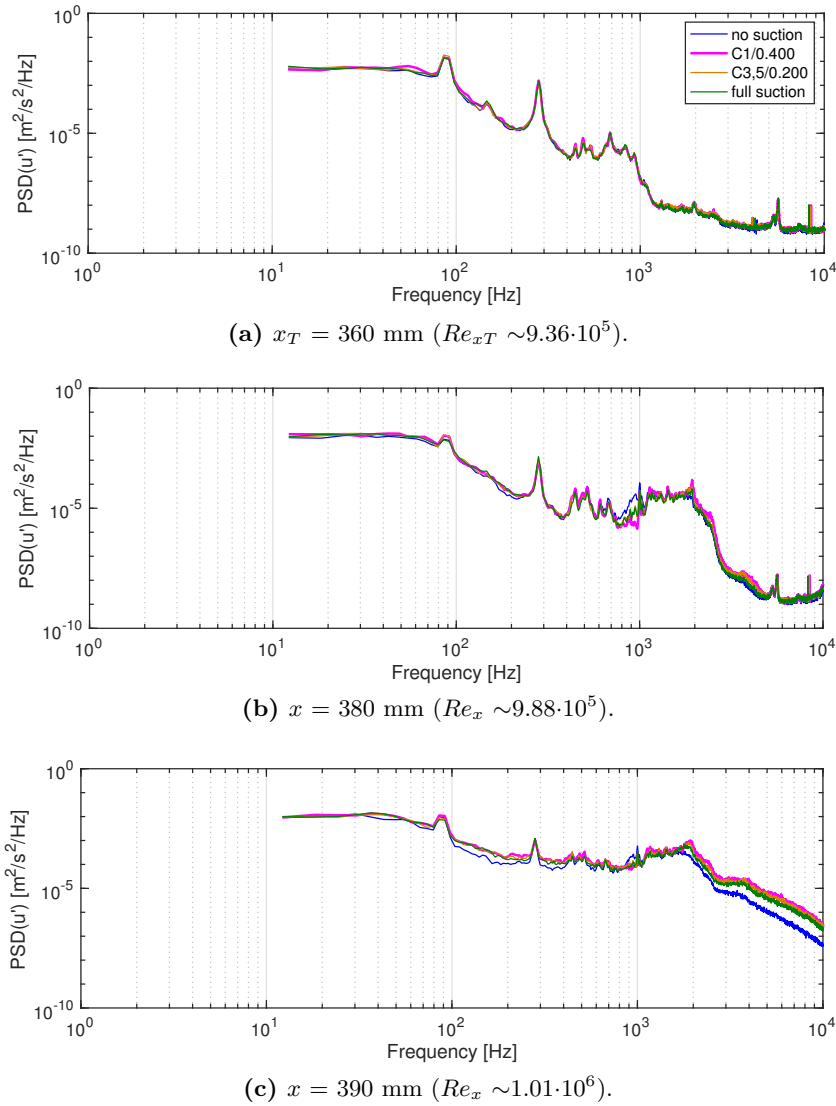 10^0
10^-5
10^-10
PSD(u') [m^2/s^2/Hz]
no suction
C1/0.400
C3,5/0.200
full suction
10^0 10^1 10^2 10^3 10^4
Frequency [Hz]
(a) x_T = 360 mm (Re_xT ~9.36·10^5).
10^0
10^-5
10^-10
PSD(u') [m^2/s^2/Hz]
10^0 10^1 10^2 10^3 10^4
Frequency [Hz]
(b) x = 380 mm (Re_x ~9.88·10^5).
10^0
10^-5
10^-10
PSD(u') [m^2/s^2/Hz]
10^0 10^1 10^2 10^3 10^4
Frequency [Hz]
(c) x = 390 mm (Re_x ~1.01·10^6).